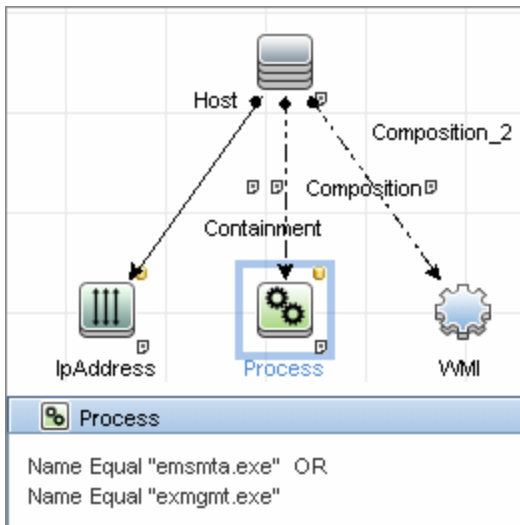 Host
Composition_2
Composition
Containment
IpAddress
Process
WMI
Process
Name Equal "emsmta.exe" OR
Name Equal "exmgmt.exe"